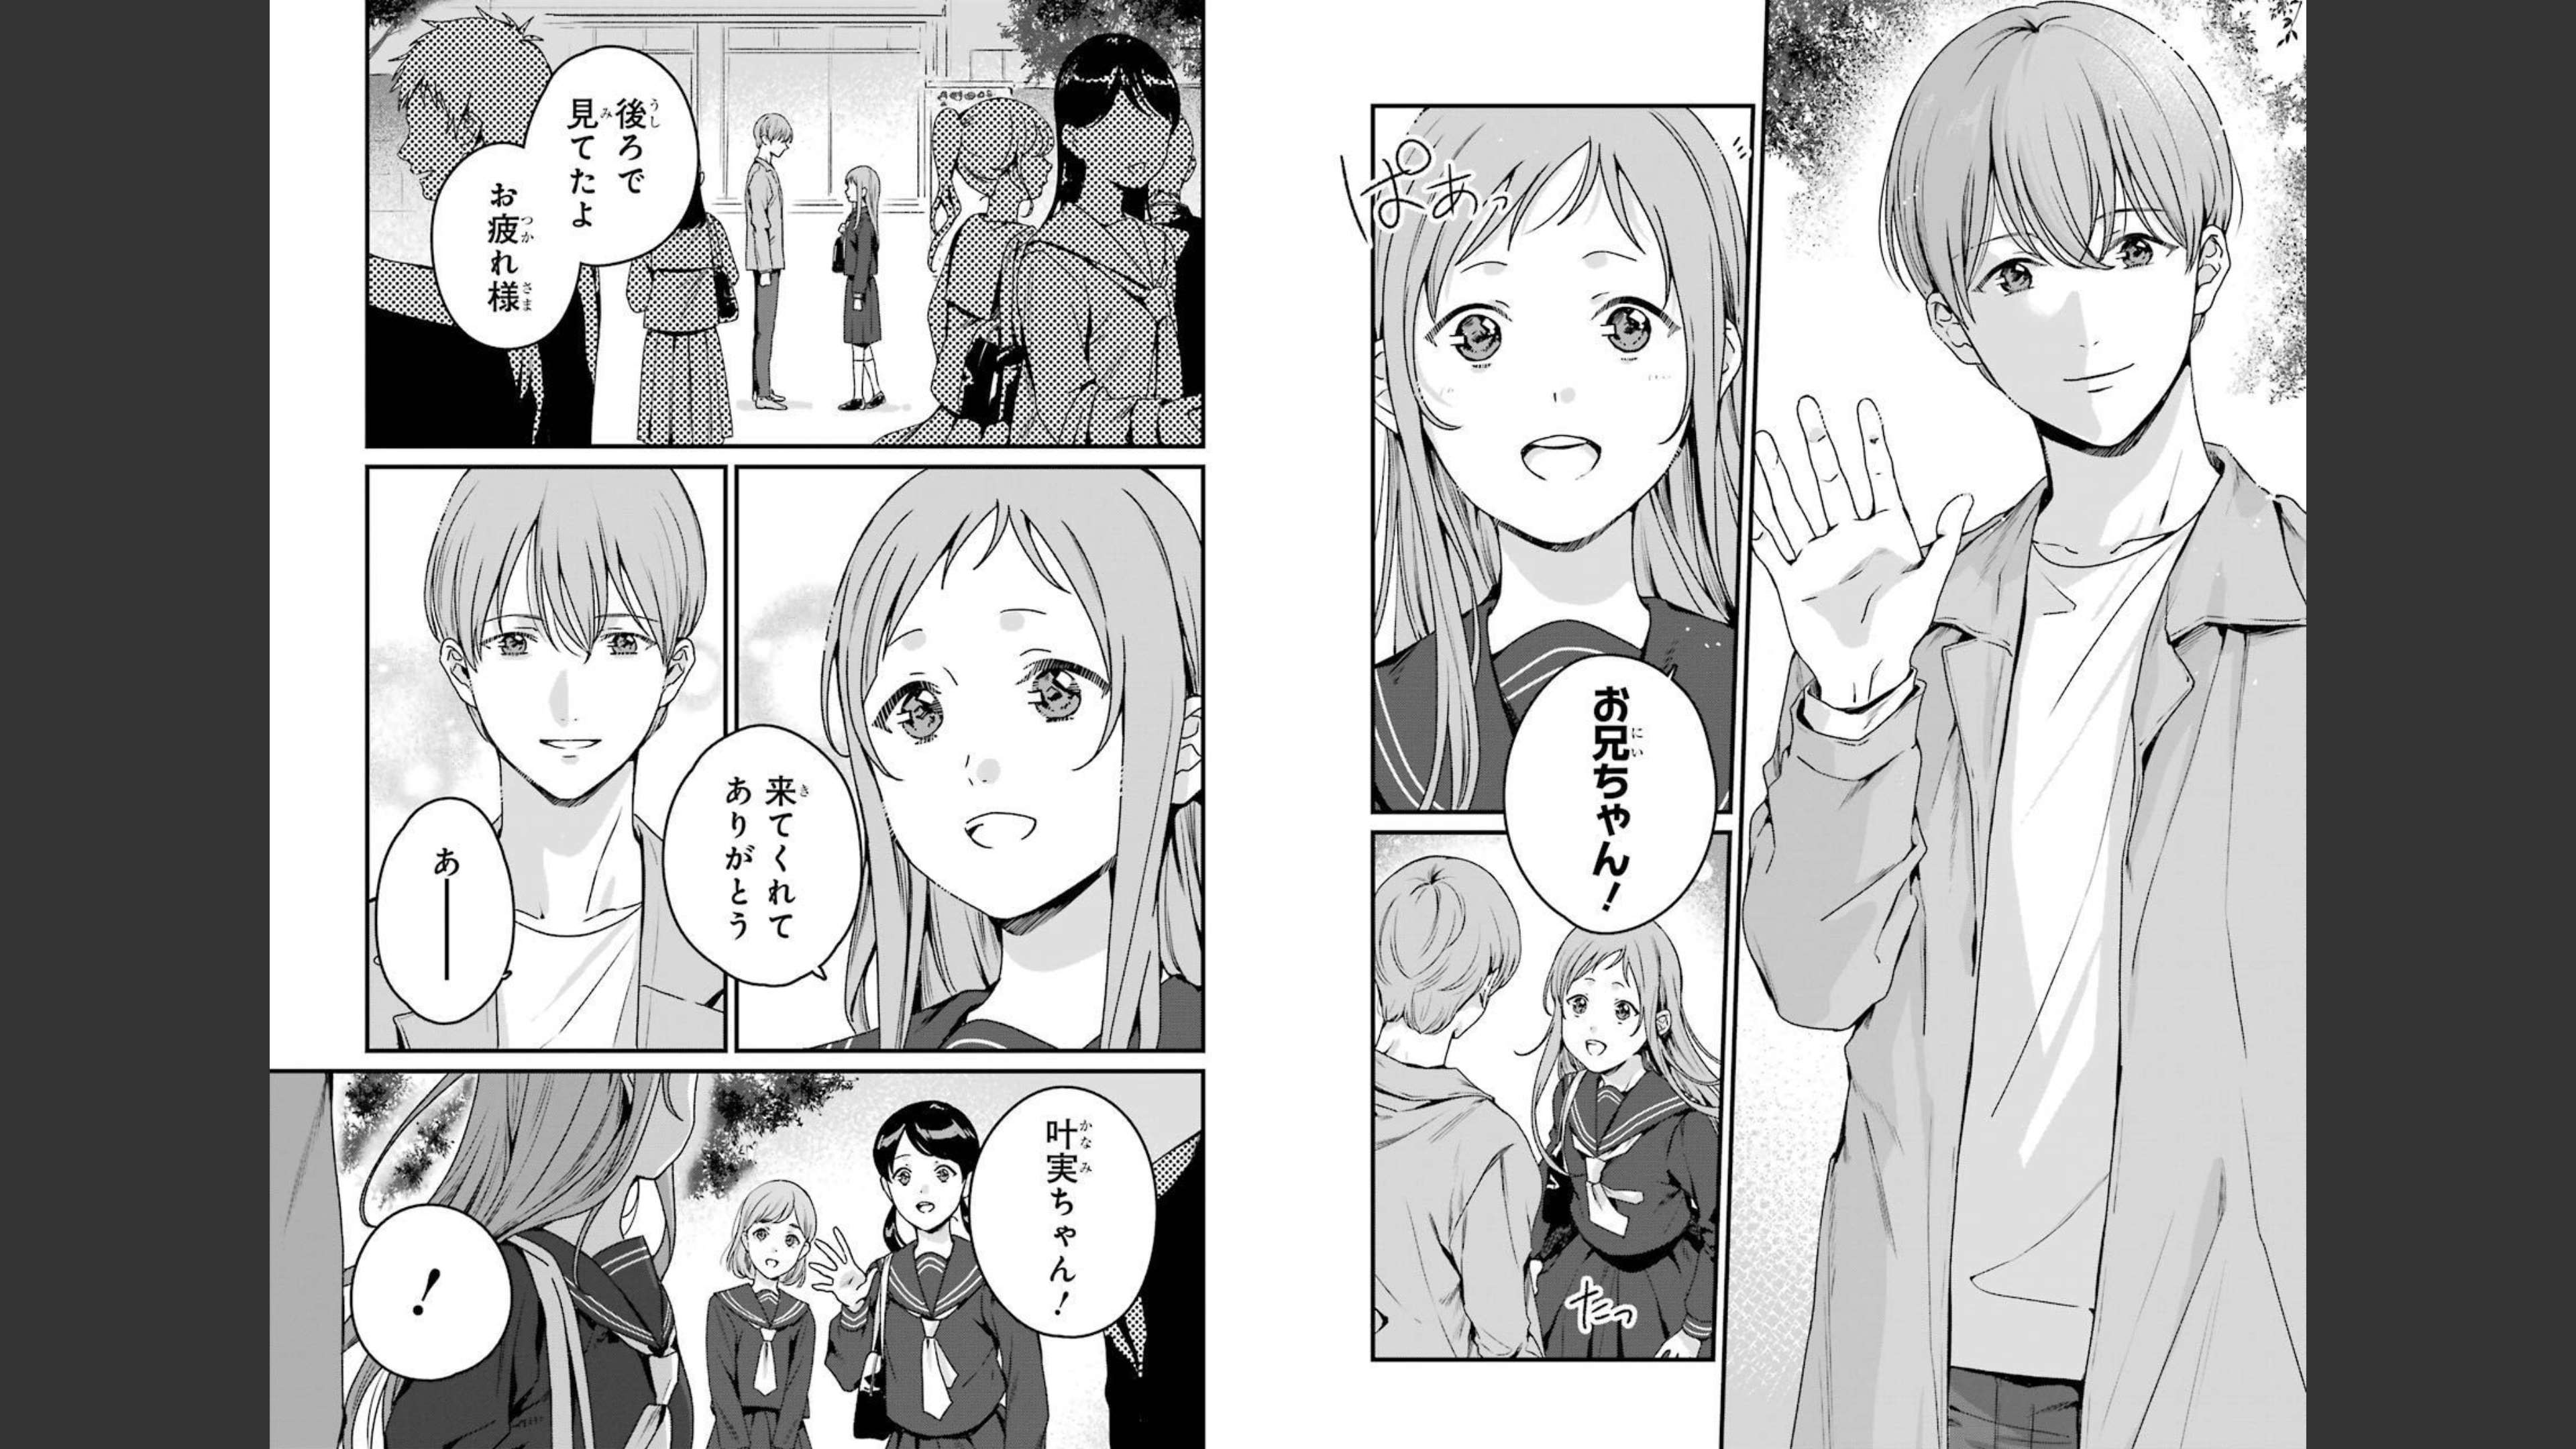 ぱあっ
お兄ちゃん!
たっ
後ろで
見てたよ
お疲れ様
来てくれて
ありがとう
あ――
叶実ちゃん!
!